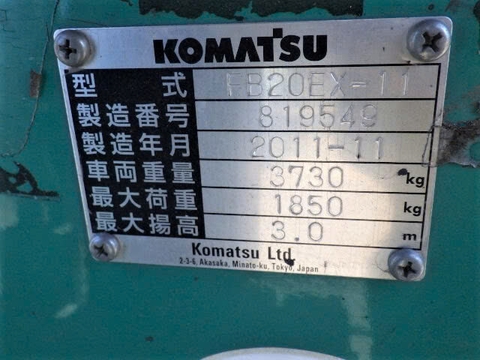 KOMATSU
型式 FB20EX-11
製造番号 819549
製造年月 2011-11
車両重量 3730 kg
最大荷重 1850 kg
最大揚高 3.0 m
Komatsu Ltd.
2-3-6, Akasaka, Minato-ku, Tokyo, Japan